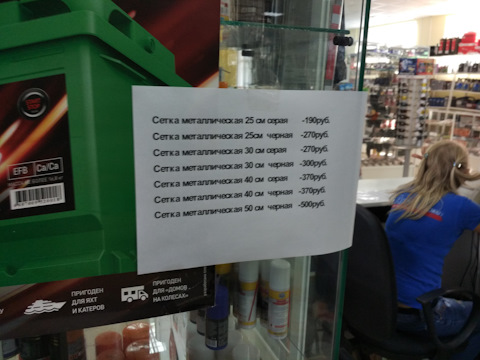 Сетка металлическая 25 см серая -190руб.
Сетка металлическая 25см черная -270руб.
Сетка металлическая 30 см серая -270руб.
Сетка металлическая 30 см черная -300руб.
Сетка металлическая 40 см серая -370руб.
Сетка металлическая 40 см черная -370руб.
Сетка металлическая 50 см черная -500руб.
EFB Ca/Ca
ПРИГОДЕН
ДЛЯ ЯХТ
И КАТЕРОВ
ПРИГОДЕН
ДЛЯ «ДОМОВ
НА КОЛЕСАХ»